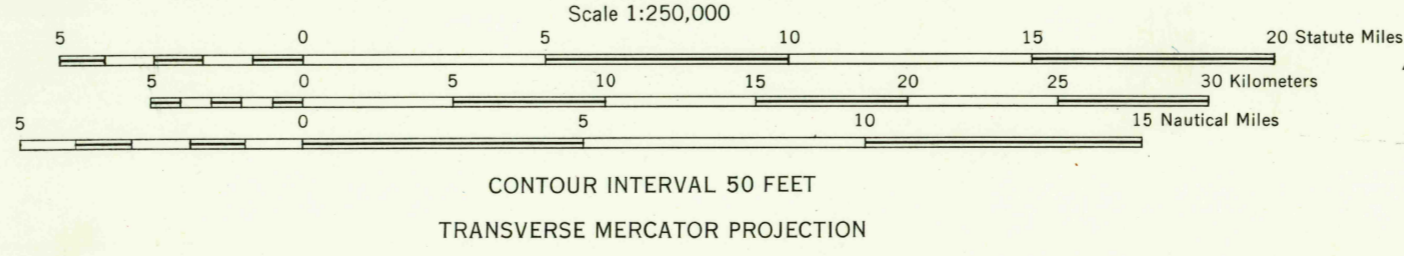 Scale 1:250,000
5 0 5 10 15 20 Statute Miles
5 0 5 10 15 20 25 30 Kilometers
5 0 5 10 15 Nautical Miles
CONTOUR INTERVAL 50 FEET
TRANSVERSE MERCATOR PROJECTION